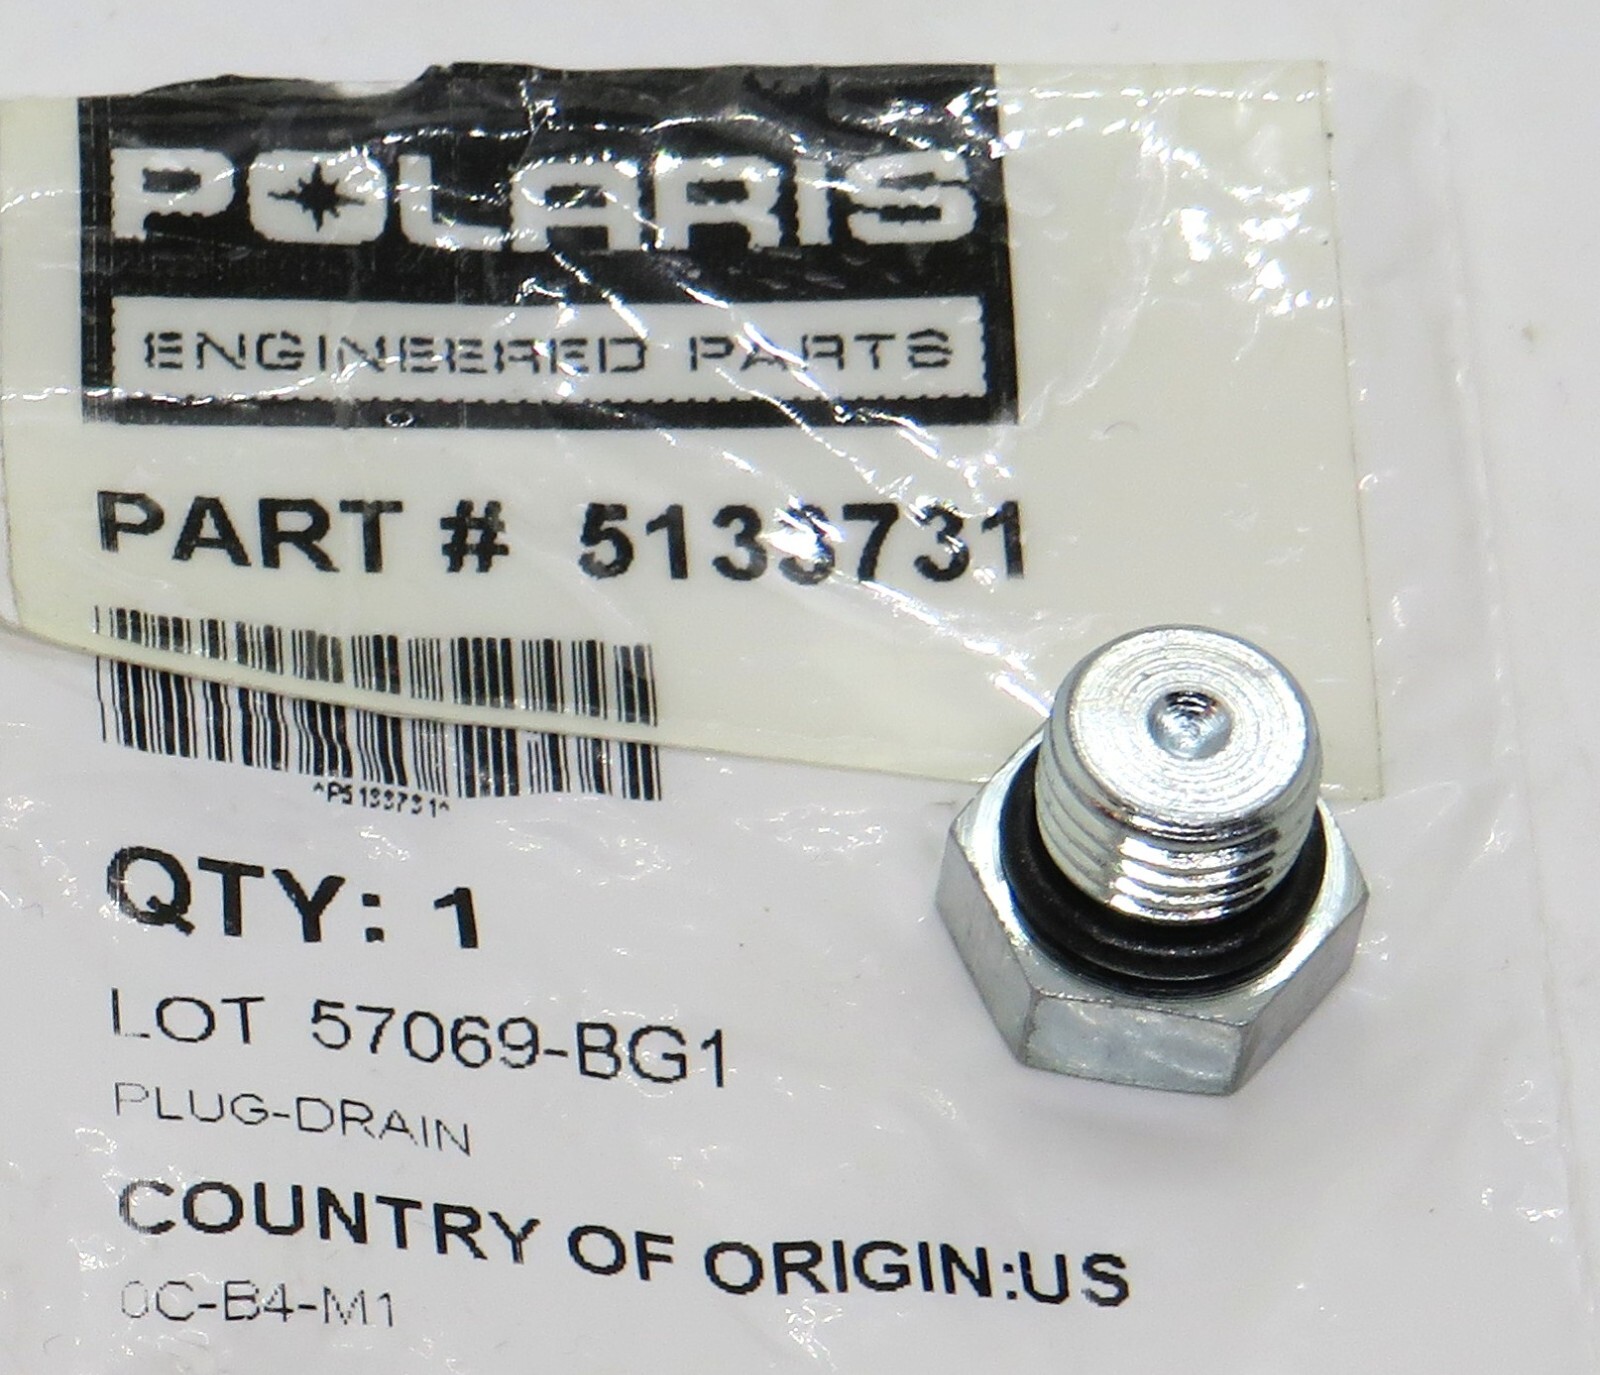 POLARIS
ENGINEERED PARTS
PART # 5133731
^P5133731^
QTY: 1
LOT 57069-BG1
PLUG-DRAIN
COUNTRY OF ORIGIN:US
0C-B4-M1